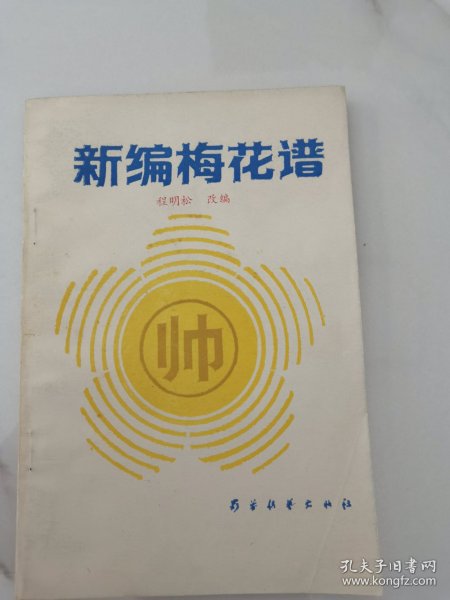 新编梅花谱
程明松 改编
帅
蜀蓉棋艺出版社
孔夫子旧书网
www.kongfz.com